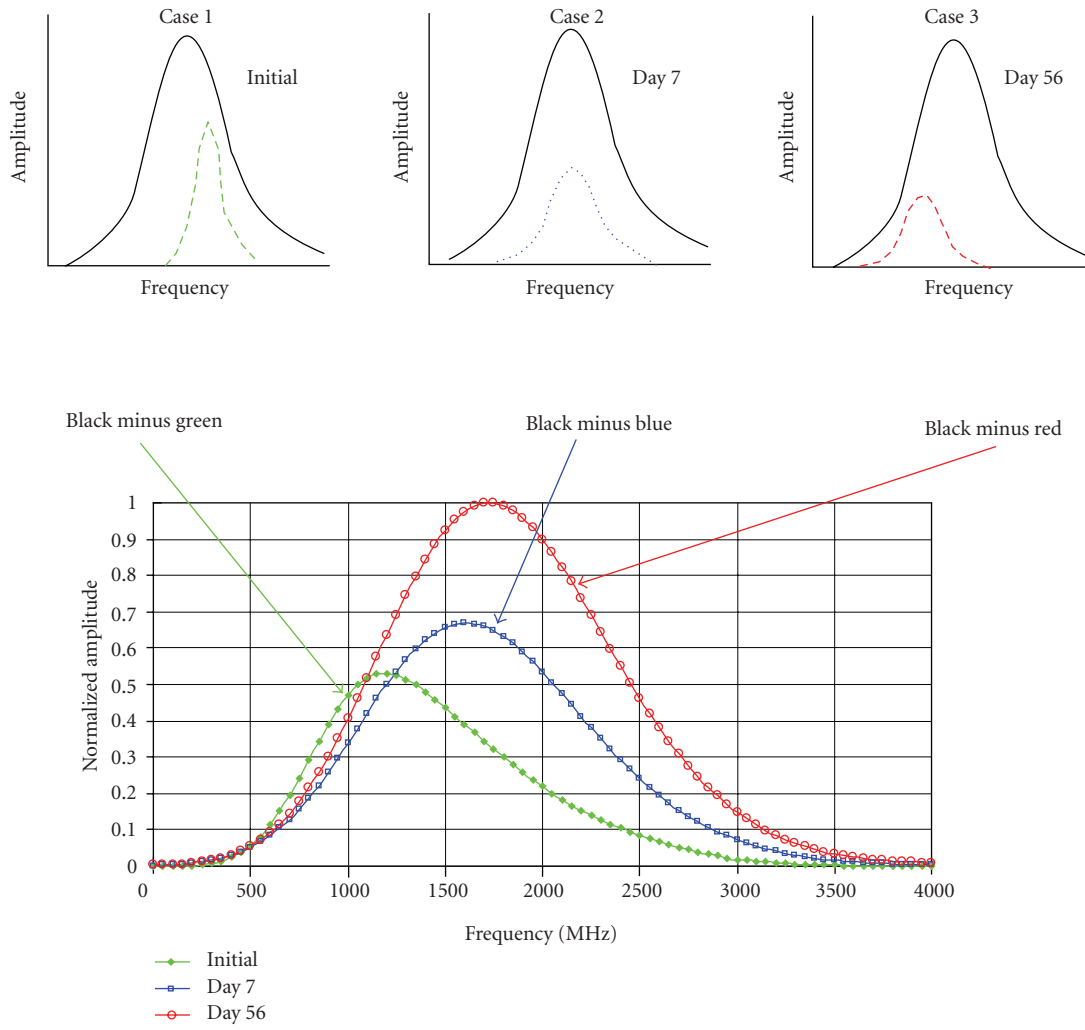 Case 1
Case 2
Case 3
Initial
Day 7
Day 56
Amplitude
Amplitude
Amplitude
Frequency
Frequency
Frequency
Black minus green
Black minus blue
Black minus red
Normalized amplitude
1
0.9
0.8
0.7
0.6
0.5
0.4
0.3
0.2
0.1
0
0 500 1000 1500 2000 2500 3000 3500 4000
Frequency (MHz)
Initial
Day 7
Day 56